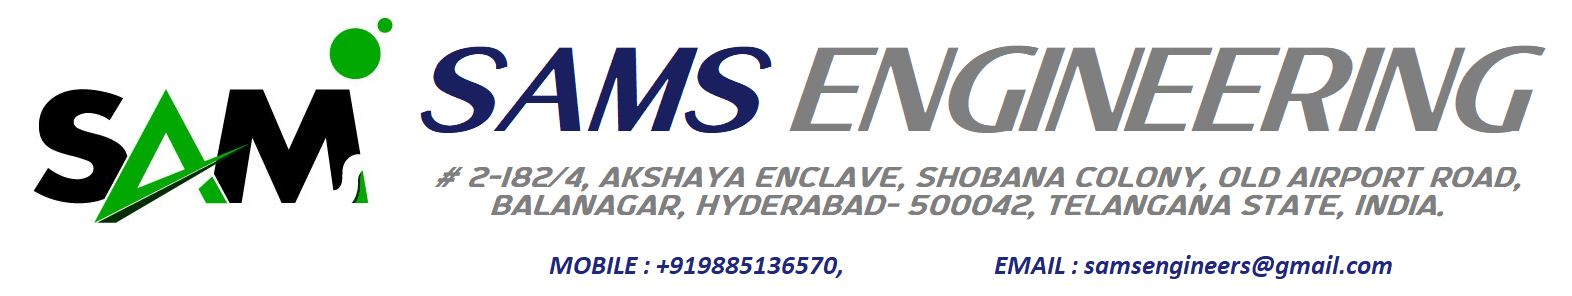 SAMS
SAMS ENGINEERING
# 2-182/4, AKSHAYA ENCLAVE, SHOBANA COLONY, OLD AIRPORT ROAD,
BALANAGAR, HYDERABAD- 500042, TELANGANA STATE, INDIA.
MOBILE : +919885136570, EMAIL : samsengineers@gmail.com